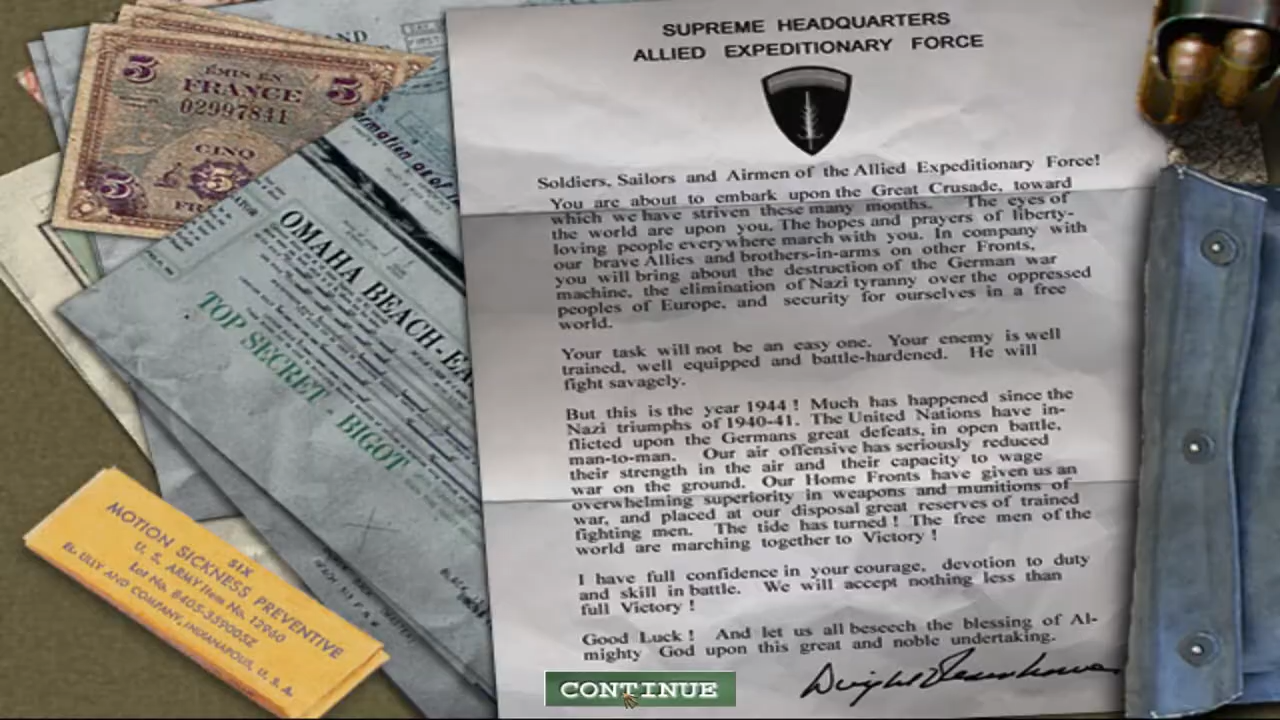 SUPREME HEADQUARTERS
ALLIED EXPEDITIONARY FORCE
Soldiers, Sailors and Airmen of the Allied Expeditionary Force!
You are about to embark upon the Great Crusade, toward
which we have striven these many months. The eyes of
the world are upon you. The hopes and prayers of liberty-
loving people everywhere march with you. In company with
our brave Allies and brothers-in-arms on other Fronts,
you will bring about the destruction of the German war
machine, the elimination of Nazi tyranny over the oppressed
peoples of Europe, and security for ourselves in a free
world.
Your task will not be an easy one. Your enemy is well
trained, well equipped and battle-hardened. He will
fight savagely.
But this is the year 1944 ! Much has happened since the
Nazi triumphs of 1940-41. The United Nations have in-
flicted upon the Germans great defeats, in open battle,
man-to-man. Our air offensive has seriously reduced
their strength in the air and their capacity to wage
war on the ground. Our Home Fronts have given us an
overwhelming superiority in weapons and munitions of
war, and placed at our disposal great reserves of trained
fighting men. The tide has turned ! The free men of the
world are marching together to Victory !
I have full confidence in your courage, devotion to duty
and skill in battle. We will accept nothing less than
full Victory !
Good Luck ! And let us all beseech the blessing of Al-
mighty God upon this great and noble undertaking.
Dwight D Eisenhower
CONTINUE
5 5
ÉMIS EN
FRANCE
02997841
CINQ
5 5
OMAHA BEACH-E
TOP SECRET - BIGOT
SIX
MOTION SICKNESS PREVENTIVE
U. S. ARMY Item No. 12960
Lot No. 8405-359005Z
ELI LILLY AND COMPANY, INDIANAPOLIS, U. S. A.